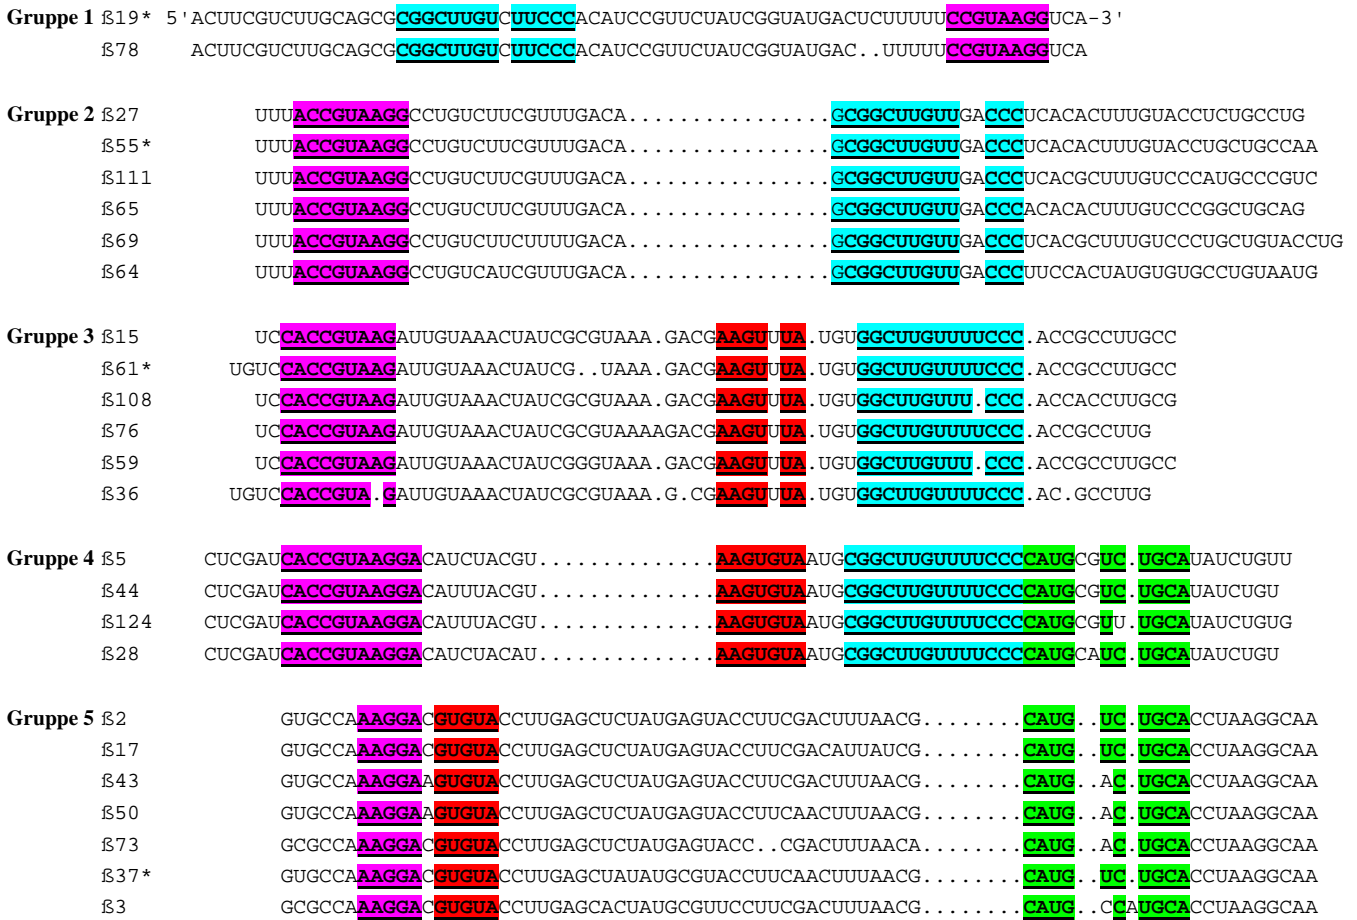 Gruppe 1 ß19* 5'ACUUCGUCUUGCAGCGCGGCUUGUCUUCCCACAUCCGUUCUAUCGGUAUGACUCUUUUUCCGUAAGGUCA-3'
ß78 ACUUCGUCUUGCAGCGCGGCUUGUCUUCCCACAUCCGUUCUAUCGGUAUGAC..UUUUUCCGUAAGGUCA
Gruppe 2 ß27 UUUACCGUAAGGCCUGUCUUCGUUUGACA................GCGGCUUGUUGACCCUCACACUUUGUACCUCUGCCUG
ß55* UUUACCGUAAGGCCUGUCUUCGUUUGACA................GCGGCUUGUUGACCCUCACACUUUGUACCUGCUGCCAA
ß111 UUUACCGUAAGGCCUGUCUUCGUUUGACA................GCGGCUUGUUGACCCUCACGCUUUGUCCCAUGCCCGUC
ß65 UUUACCGUAAGGCCUGUCUUCGUUUGACA................GCGGCUUGUUGACCCACACACUUUGUCCCGGCUGCAG
ß69 UUUACCGUAAGGCCUGUCUUCUUUUGACA................GCGGCUUGUUGACCCUCACGCUUUGUCCCUGCUGUACCUG
ß64 UUUACCGUAAGGCCUGUCAUCGUUUGACA................GCGGCUUGUUGACCCUUCCACUAUGUGUGCCUGUAAUG
Gruppe 3 ß15 UCCACCGUAAGAUUGUAAACUAUCGCGUAAA.GACGAAGUUUA.UGUGGCUUGUUUUCCC.ACCGCCUUGCC
ß61* UGUCCACCGUAAGAUUGUAAACUAUCG..UAAA.GACGAAGUUUA.UGUGGCUUGUUUUCCC.ACCGCCUUGCC
ß108 UCCACCGUAAGAUUGUAAACUAUCGCGUAAA.GACGAAGUUUA.UGUGGCUUGUUU.CCC.ACCACCUUGCG
ß76 UCCACCGUAAGAUUGUAAACUAUCGCGUAAAAGACGAAGUUUA.UGUGGCUUGUUUUCCC.ACCGCCUUG
ß59 UCCACCGUAAGAUUGUAAACUAUCGGGUAAA.GACGAAGUUUA.UGUGGCUUGUUU.CCC.ACCGCCUUGCC
ß36 UGUCCACCGUA.GAUUGUAAACUAUCGCGUAAA.G.CGAAGUUUA.UGUGGCUUGUUUUCCC.AC.GCCUUG
Gruppe 4 ß5 CUCGAUCACCGUAAGGACAUCUACGU..............AAGUGUAAUGCGGCUUGUUUUCCCCAUGCGUC.UGCAUAUCUGUU
ß44 CUCGAUCACCGUAAGGACAUUUACGU..............AAGUGUAAUGCGGCUUGUUUUCCCCAUGCGUC.UGCAUAUCUGU
ß124 CUCGAUCACCGUAAGGACAUUUACGU..............AAGUGUAAUGCGGCUUGUUUUCCCCAUGCGUU.UGCAUAUCUGUG
ß28 CUCGAUCACCGUAAGGACAUCUACAU..............AAGUGUAAUGCGGCUUGUUUUCCCCAUGCAUC.UGCAUAUCUGU
Gruppe 5 ß2 GUGCCAAAGGACGUGUACCUUGAGCUCUAUGAGUACCUUCGACUUUAACG........CAUG..UC.UGCACCUAAGGCAA
ß17 GUGCCAAAGGACGUGUACCUUGAGCUCUAUGAGUACCUUCGACAUUAUCG........CAUG..UC.UGCACCUAAGGCAA
ß43 GUGCCAAAGGAAGUGUACCUUGAGCUCUAUGAGUACCUUCGACUUUAACG........CAUG..AC.UGCACCUAAGGCAA
ß50 GUGCCAAAGGAAGUGUACCUUGAGCUCUAUGAGUACCUUCAACUUUAACG........CAUG..AC.UGCACCUAAGGCAA
ß73 GCGCCAAAGGACGUGUACCUUGAGCUCUAUGAGUACC..CGACUUUAACA........CAUG..AC.UGCACCUAAGGCAA
ß37* GUGCCAAAGGACGUGUACCUUGAGCUAUAUGCGUACCUUCAACUUUAACG........CAUG..UC.UGCACCUAAGGCAA
ß3 GCGCCAAAGGACGUGUACCUUGAGCACUAUGCGUUCCUUCGACUUUAACG........CAUG..CCAUGCACCUAAGGCAA